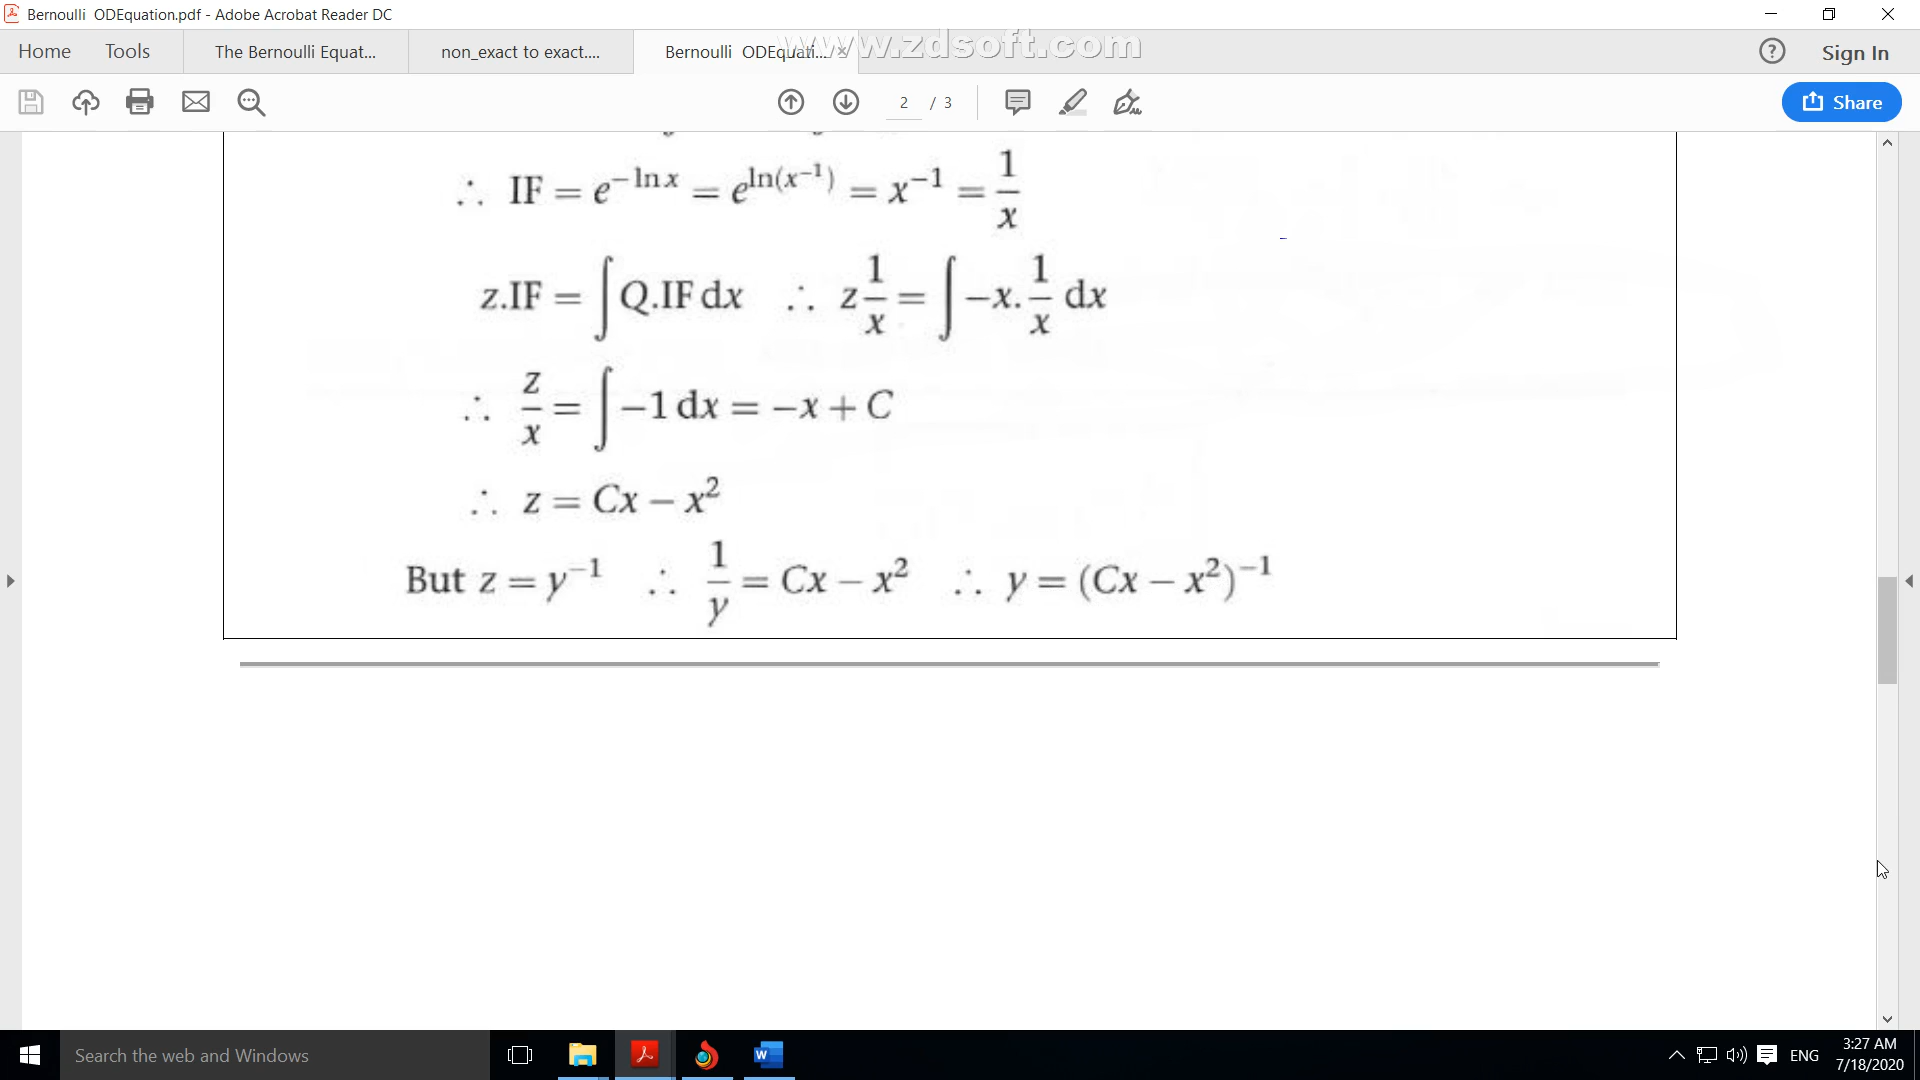 Bernoulli ODEquation.pdf - Adobe Acrobat Reader DC
Home Tools The Bernoulli Equat... non_exact to exact.... Bernoulli ODEquati... × www.zdsoft.com ? Sign In
2 / 3 Share
∴ IF = e^{−ln x} = e^{ln(x^{−1})} = x^{−1} = 1/x
z.IF = ∫ Q.IF dx ∴ z 1/x = ∫ −x. 1/x dx
∴ z/x = ∫ −1 dx = −x + C
∴ z = Cx − x²
But z = y^{−1} ∴ 1/y = Cx − x² ∴ y = (Cx − x²)^{−1}
Search the web and Windows
ENG
3:27 AM
7/18/2020